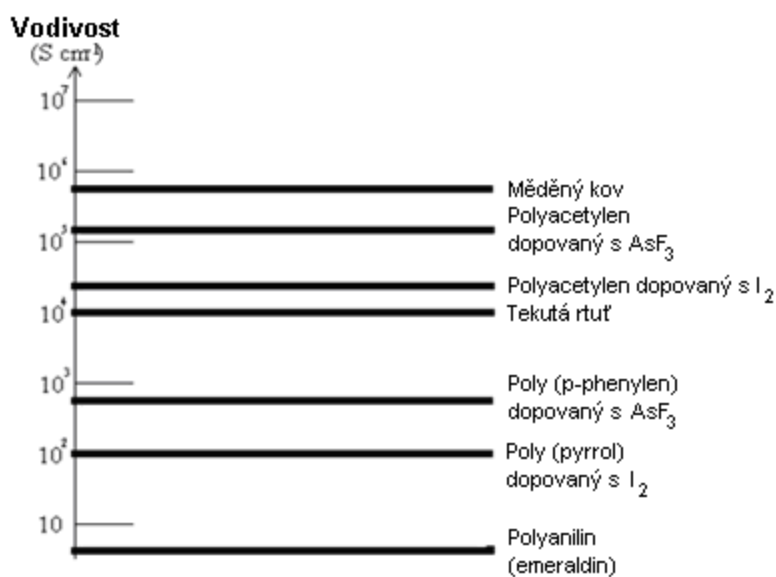 Vodivost
(S cm⁻¹)
10⁷
10⁶
Měděný kov
Polyacetylen
dopovaný s AsF₃
10⁵
Polyacetylen dopovaný s I₂
10⁴
Tekutá rtuť
10³
Poly (p-phenylen)
dopovaný s AsF₃
10²
Poly (pyrrol)
dopovaný s I₂
10
Polyanilin
(emeraldin)